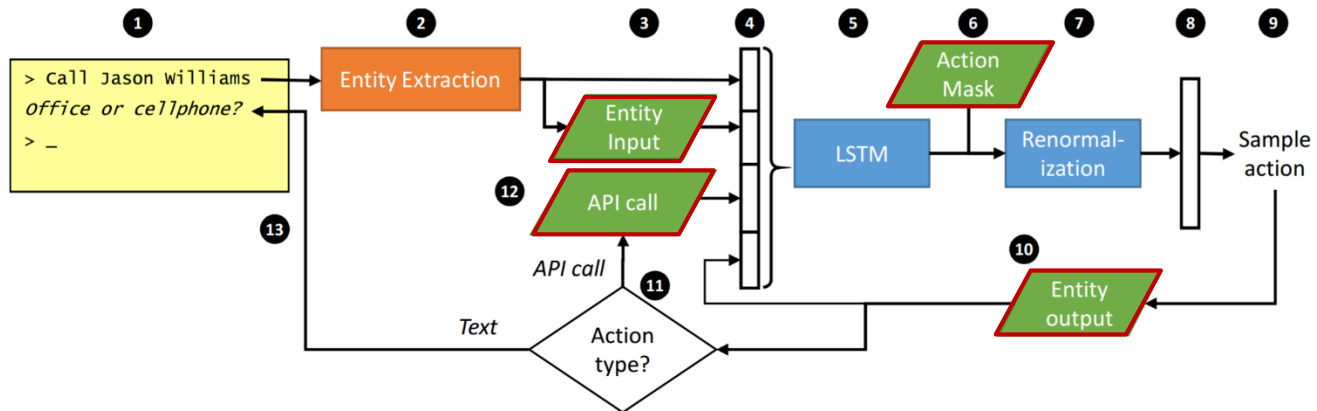 1 2 3 4 5 6 7 8 9
> Call Jason Williams
Office or cellphone?
> _
Entity Extraction
Entity
Input
12
API call
LSTM
Action
Mask
Renormal-
ization
Sample
action
13
API call
11
10
Entity
output
Text
Action
type?